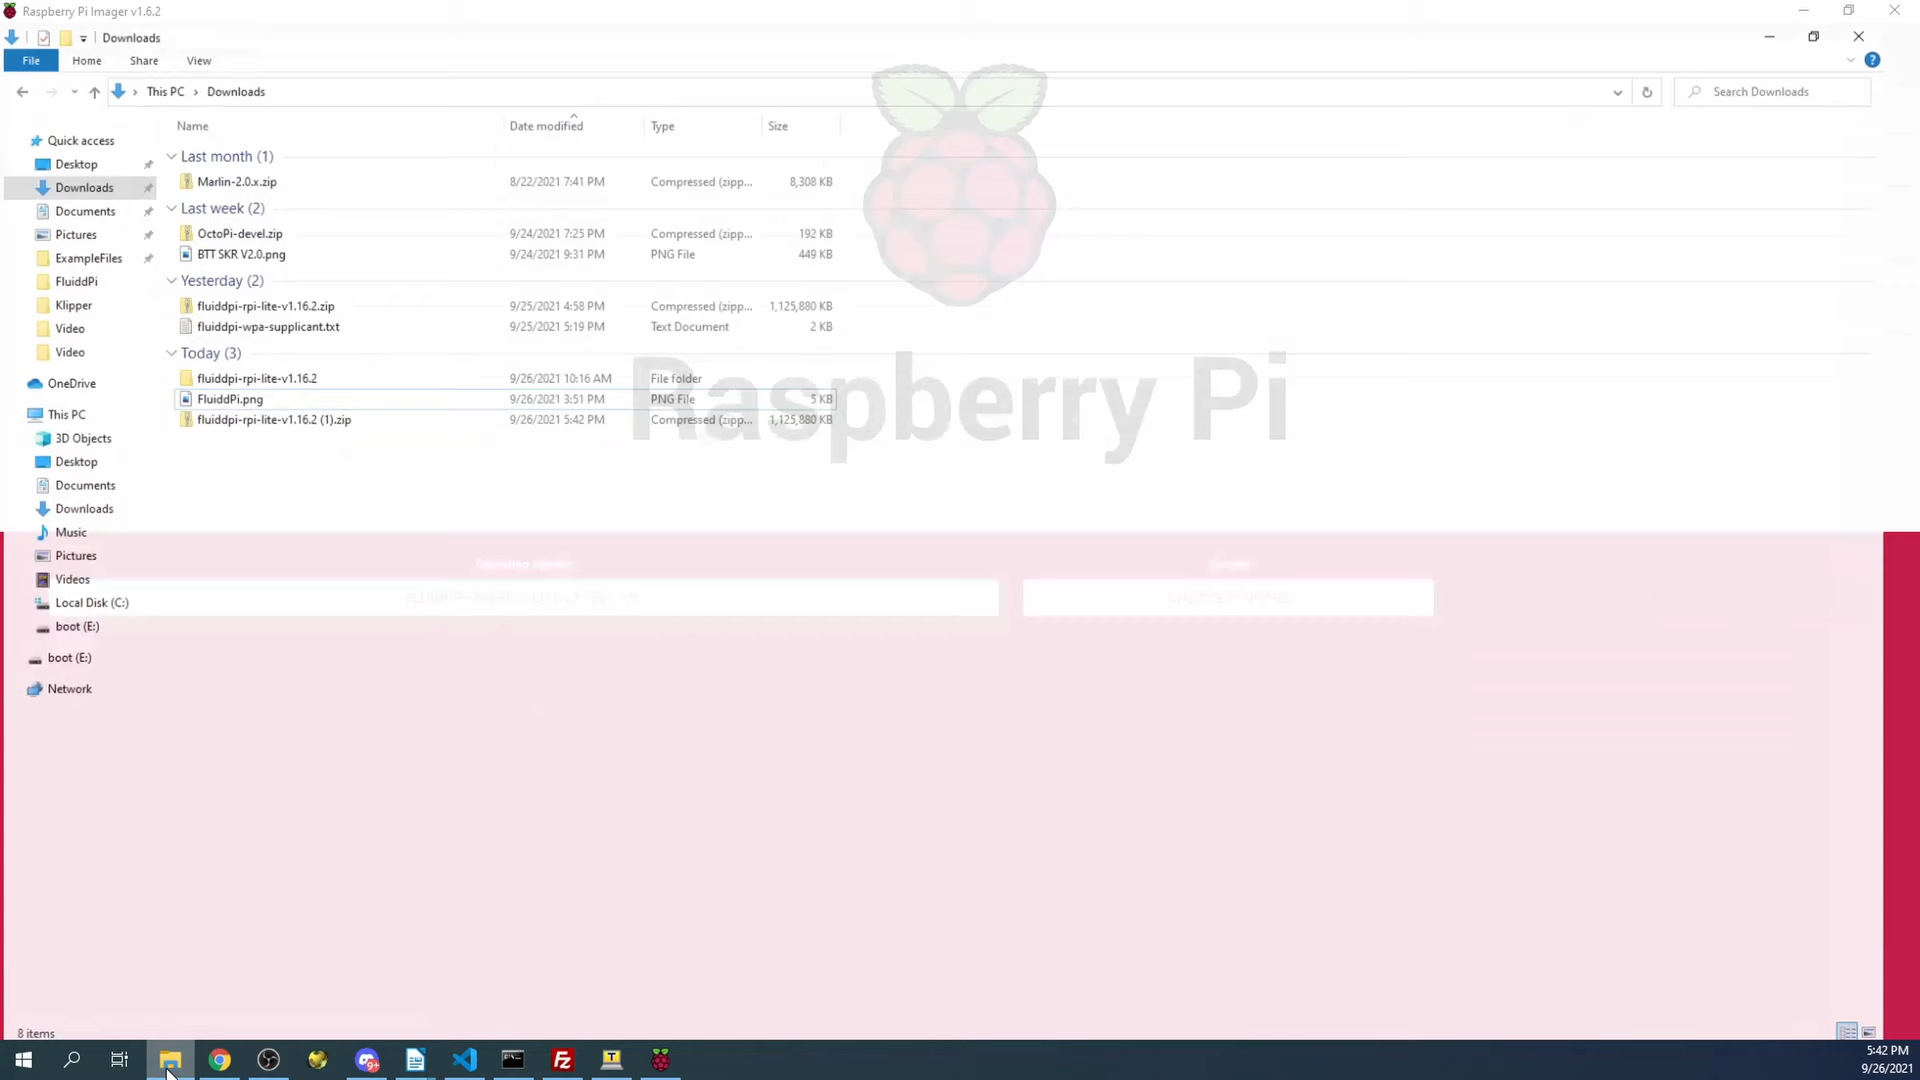 Raspberry Pi Imager v1.6.2
Downloads
File Home Share View
This PC Downloads
Search Downloads
Name Date modified Type Size
Quick access
Desktop
Downloads
Documents
Pictures
ExampleFiles
FluiddPi
Klipper
Video
Video
OneDrive
This PC
3D Objects
Desktop
Documents
Downloads
Music
Pictures
Videos
Local Disk (C:)
boot (E:)
boot (E:)
Network
Last month (1)
Marlin-2.0.x.zip 8/22/2021 7:41 PM Compressed (zipp... 8,308 KB
Last week (2)
OctoPi-devel.zip 9/24/2021 7:25 PM Compressed (zipp... 192 KB
BTT SKR V2.0.png 9/24/2021 9:31 PM PNG File 449 KB
Yesterday (2)
fluiddpi-rpi-lite-v1.16.2.zip 9/25/2021 4:58 PM Compressed (zipp... 1,125,880 KB
fluiddpi-wpa-supplicant.txt 9/25/2021 5:19 PM Text Document 2 KB
Today (3)
fluiddpi-rpi-lite-v1.16.2 9/26/2021 10:16 AM File folder
FluiddPi.png 9/26/2021 3:51 PM PNG File 5 KB
fluiddpi-rpi-lite-v1.16.2 (1).zip 9/26/2021 5:42 PM Compressed (zipp... 1,125,880 KB
Raspberry Pi
8 items
9+
T
Fz
5:42 PM
9/26/2021